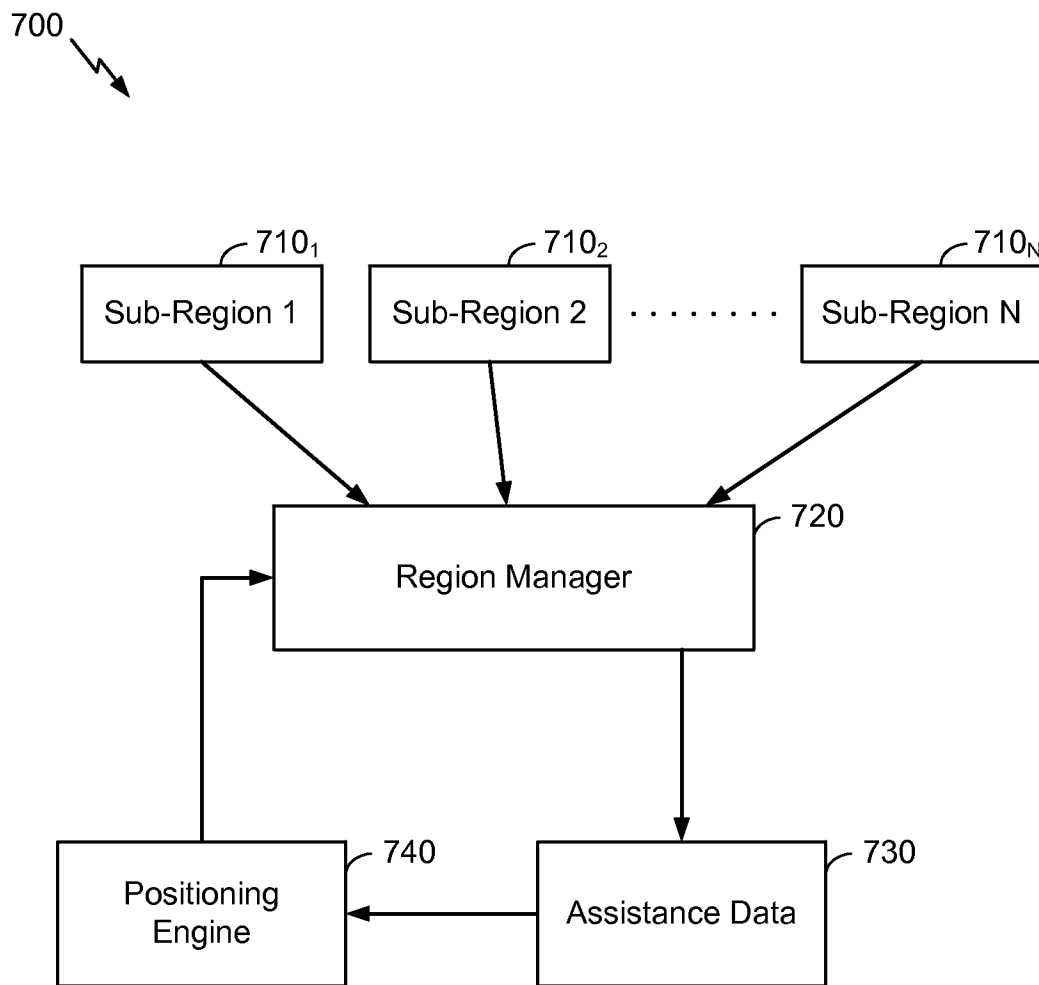 700
710₁
710₂
710N
Sub-Region 1
Sub-Region 2
. . . . . . . .
Sub-Region N
720
Region Manager
740
730
Positioning
Engine
Assistance Data